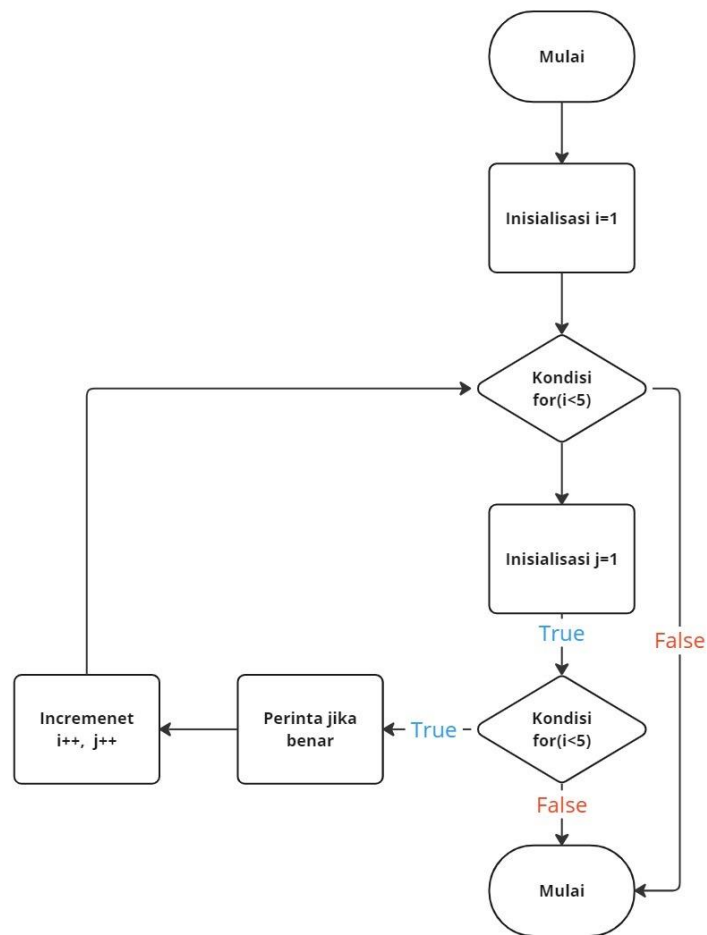 Mulai
Inisialisasi i=1
Kondisi
for(i<5)
Inisialisasi j=1
True
False
Kondisi
for(i<5)
True
Perinta jika
benar
Incremenet
i++, j++
False
Mulai